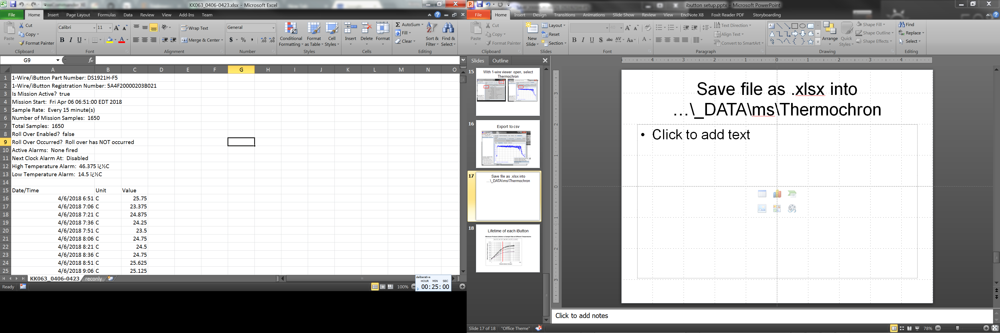 KK063_0406-0423.xlsx - Microsoft Excel
File Home Insert Page Layout Formulas Data Review View Add-Ins Team
Cut
Copy
Format Painter
Paste
Clipboard
Calibri 11
B I U
Font
Wrap Text
Merge & Center
Alignment
General
$ % ,
Number
Conditional Formatting
Format as Table
Cell Styles
Styles
Insert Delete Format
Cells
Σ AutoSum
Fill
Clear
Sort & Filter
Find & Select
Editing
G9 fx
A B C D E F G H I J K L M N O
1 1-Wire/iButton Part Number: DS1921H-F5
2 1-Wire/iButton Registration Number: 5A4F20000203B021
3 Is Mission Active? true
4 Mission Start: Fri Apr 06 06:51:00 EDT 2018
5 Sample Rate: Every 15 minute(s)
6 Number of Mission Samples: 1650
7 Total Samples: 1650
8 Roll Over Enabled? false
9 Roll Over Occurred? Roll over has NOT occurred
10 Active Alarms: None fired
11 Next Clock Alarm At: Disabled
12 High Temperature Alarm: 46.375 ï¿½C
13 Low Temperature Alarm: 14.5 ï¿½C
14
15 Date/Time Unit Value
16 4/6/2018 6:51 C 25.75
17 4/6/2018 7:06 C 23.375
18 4/6/2018 7:21 C 24.875
19 4/6/2018 7:36 C 24.25
20 4/6/2018 7:51 C 23.5
21 4/6/2018 8:06 C 24.75
22 4/6/2018 8:21 C 24.5
23 4/6/2018 8:36 C 24.75
24 4/6/2018 8:51 C 25.625
25 4/6/2018 9:06 C 25.125
KK063_0406-0423 reconly
Ready 100%
deliberative
HOUR MIN SEC
00:25:00
ibutton setup.pptx - Microsoft PowerPoint
File Home Insert Design Transitions Animations Slide Show Review View EndNote X8 Foxit Reader PDF Storyboarding
Cut
Copy
Format Painter
Paste
Clipboard
New Slide
Layout
Reset
Section
Slides
40
B I U S abc AV Aa A
Font
Text Direction
Align Text
Convert to SmartArt
Paragraph
Arrange
Quick Styles
Shape Fill
Shape Outline
Shape Effects
Drawing
Find
Replace
Select
Editing
Slides Outline
15 With 1-wire viewer open, select
Thermochron
16 Export to csv
17 Save file as .xlsx into
...\_DATA\ms\Thermochron
18 Lifetime of each iButton
Minimum Product Lifetime vs Sample Rate at Different Temperatures
Save file as .xlsx into
...\_DATA\ms\Thermochron
• Click to add text
Click to add notes
Slide 17 of 18 "Office Theme" 78%